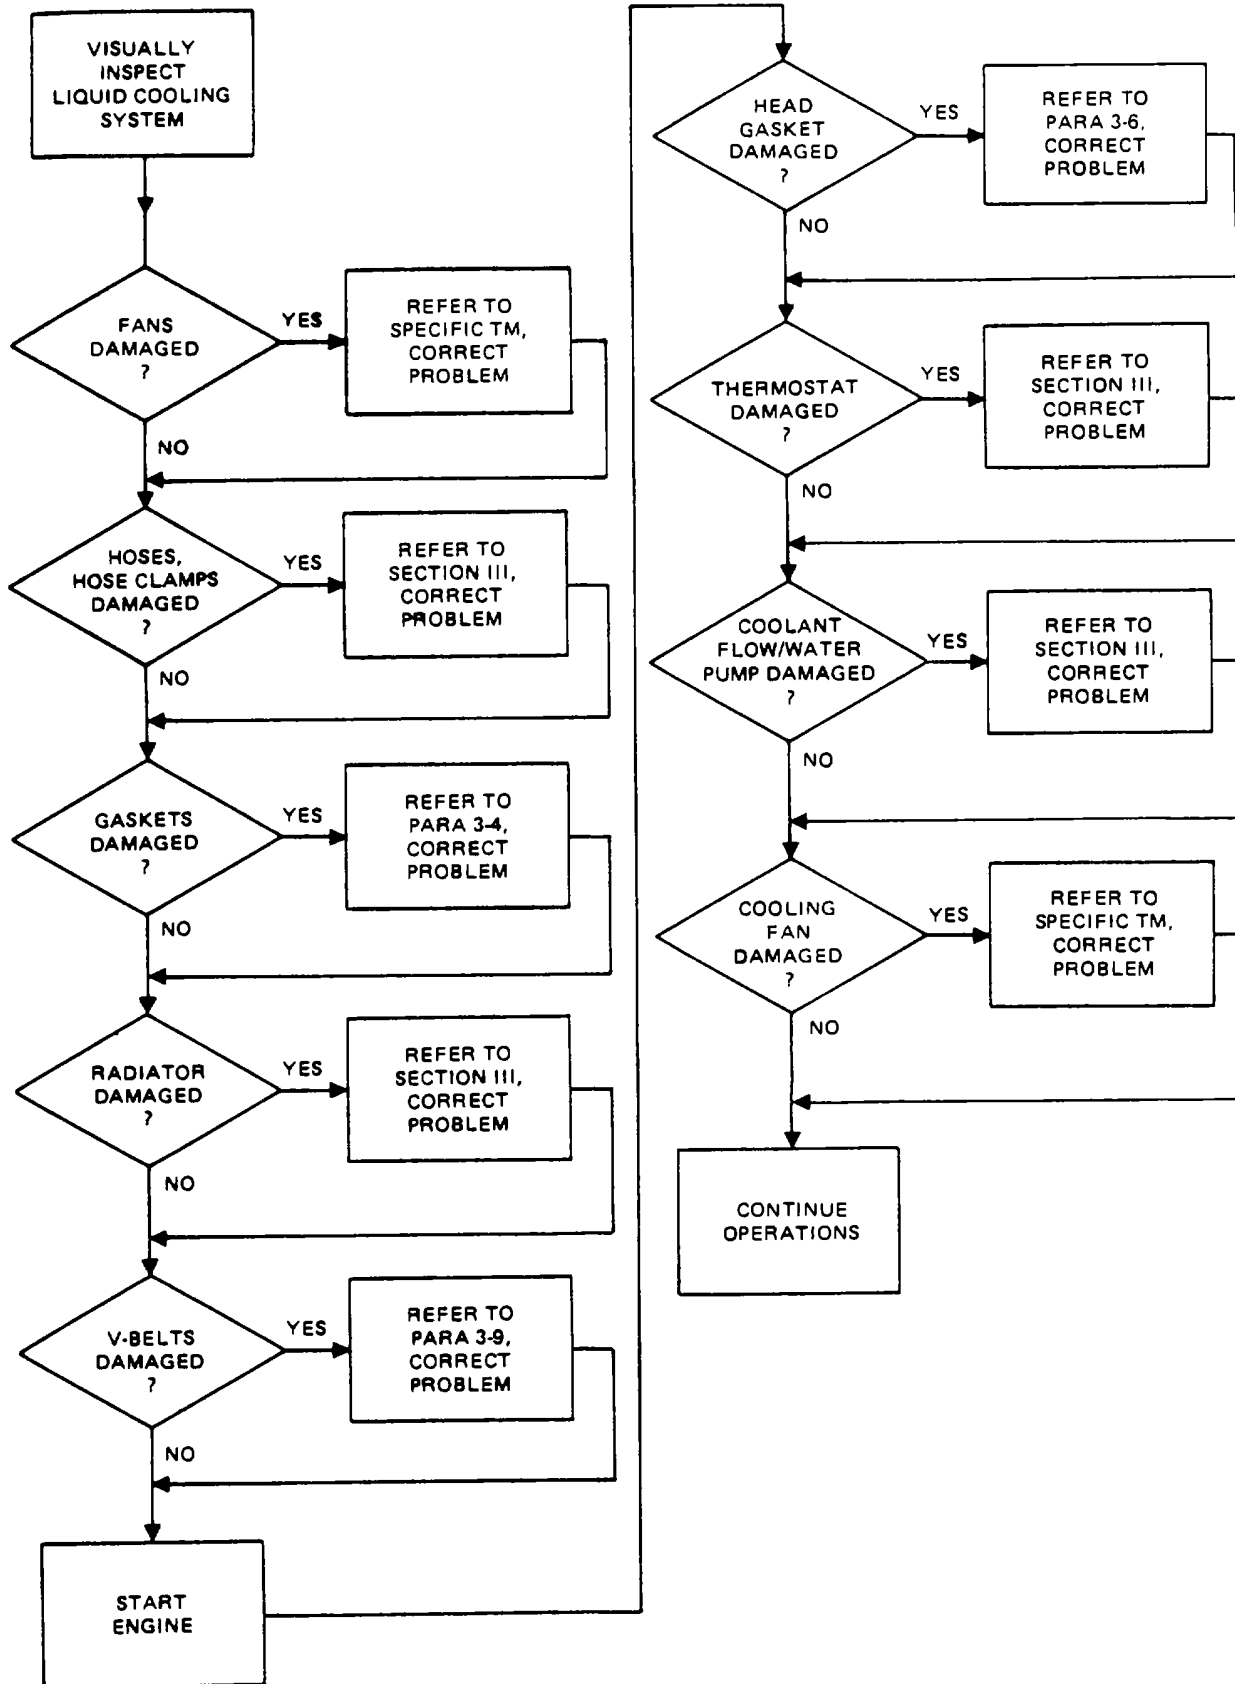 VISUALLY
INSPECT
LIQUID COOLING
SYSTEM
FANS
DAMAGED
?
YES
REFER TO
SPECIFIC TM,
CORRECT
PROBLEM
NO
HOSES,
HOSE CLAMPS
DAMAGED
?
YES
REFER TO
SECTION III,
CORRECT
PROBLEM
NO
GASKETS
DAMAGED
?
YES
REFER TO
PARA 3-4,
CORRECT
PROBLEM
NO
RADIATOR
DAMAGED
?
YES
REFER TO
SECTION III,
CORRECT
PROBLEM
NO
V-BELTS
DAMAGED
?
YES
REFER TO
PARA 3-9,
CORRECT
PROBLEM
NO
START
ENGINE
HEAD
GASKET
DAMAGED
?
YES
REFER TO
PARA 3-6,
CORRECT
PROBLEM
NO
THERMOSTAT
DAMAGED
?
YES
REFER TO
SECTION III,
CORRECT
PROBLEM
NO
COOLANT
FLOW/WATER
PUMP DAMAGED
?
YES
REFER TO
SECTION III,
CORRECT
PROBLEM
NO
COOLING
FAN
DAMAGED
?
YES
REFER TO
SPECIFIC TM,
CORRECT
PROBLEM
NO
CONTINUE
OPERATIONS